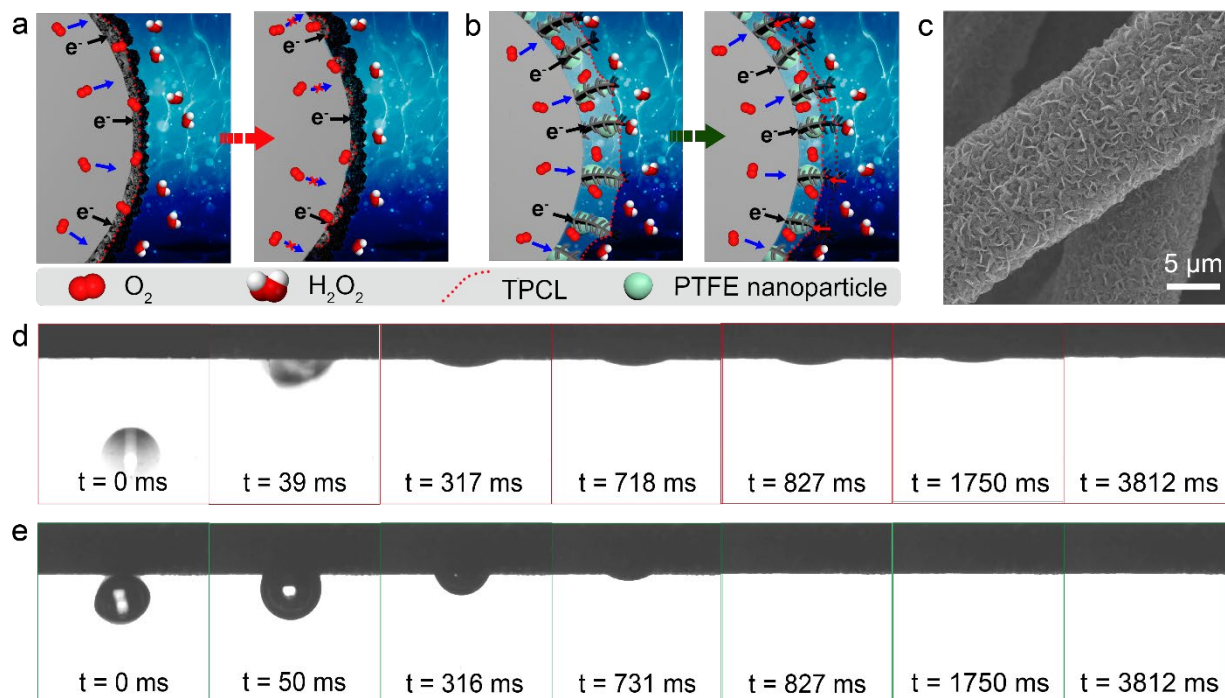 a
e⁻
e⁻
e⁻
e⁻
e⁻
e⁻
b
e⁻
e⁻
e⁻
e⁻
e⁻
e⁻
e⁻
e⁻
c
5 μm
O₂
H₂O₂
TPCL
PTFE nanoparticle
d
t = 0 ms
t = 39 ms
t = 317 ms
t = 718 ms
t = 827 ms
t = 1750 ms
t = 3812 ms
e
t = 0 ms
t = 50 ms
t = 316 ms
t = 731 ms
t = 827 ms
t = 1750 ms
t = 3812 ms